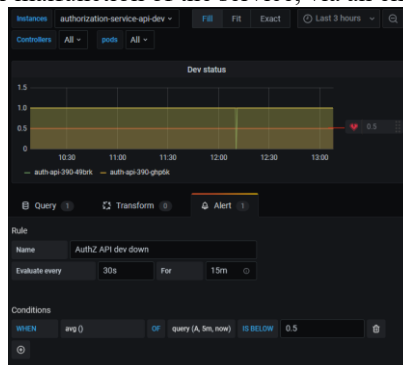 Instances authorization-service-api-dev Fill Fit Exact Last 3 hours
Controllers All pods All
Dev status
1.5
1.0
0.5 0.5
0
10:30 11:00 11:30 12:00 12:30 13:00
auth-api-390-49brk auth-api-390-ghp6k
Query 1 Transform 0 Alert 1
Rule
Name AuthZ API dev down
Evaluate every 30s For 15m
Conditions
WHEN avg () OF query (A, 5m, now) IS BELOW 0.5